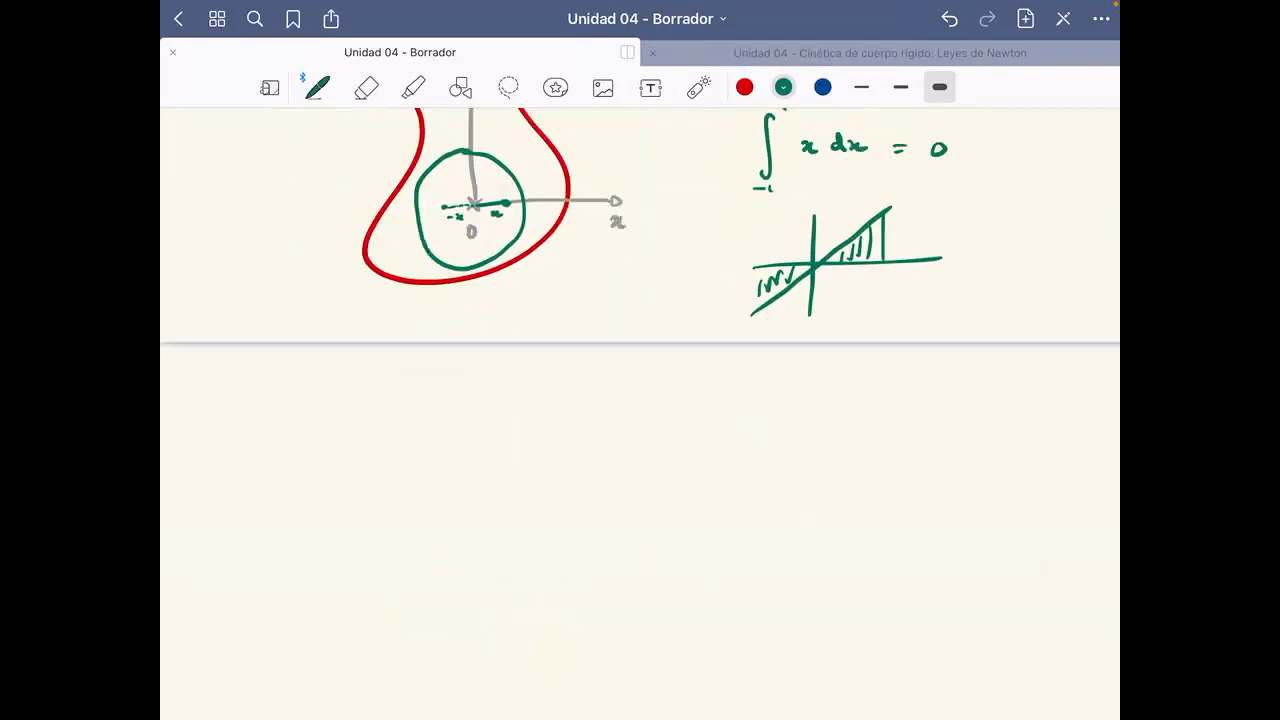 Unidad 04 - Borrador
Unidad 04 - Borrador
Unidad 04 - Cinética de cuerpo rígido: Leyes de Newton
T
∫ x dx = 0
-x x
0
x